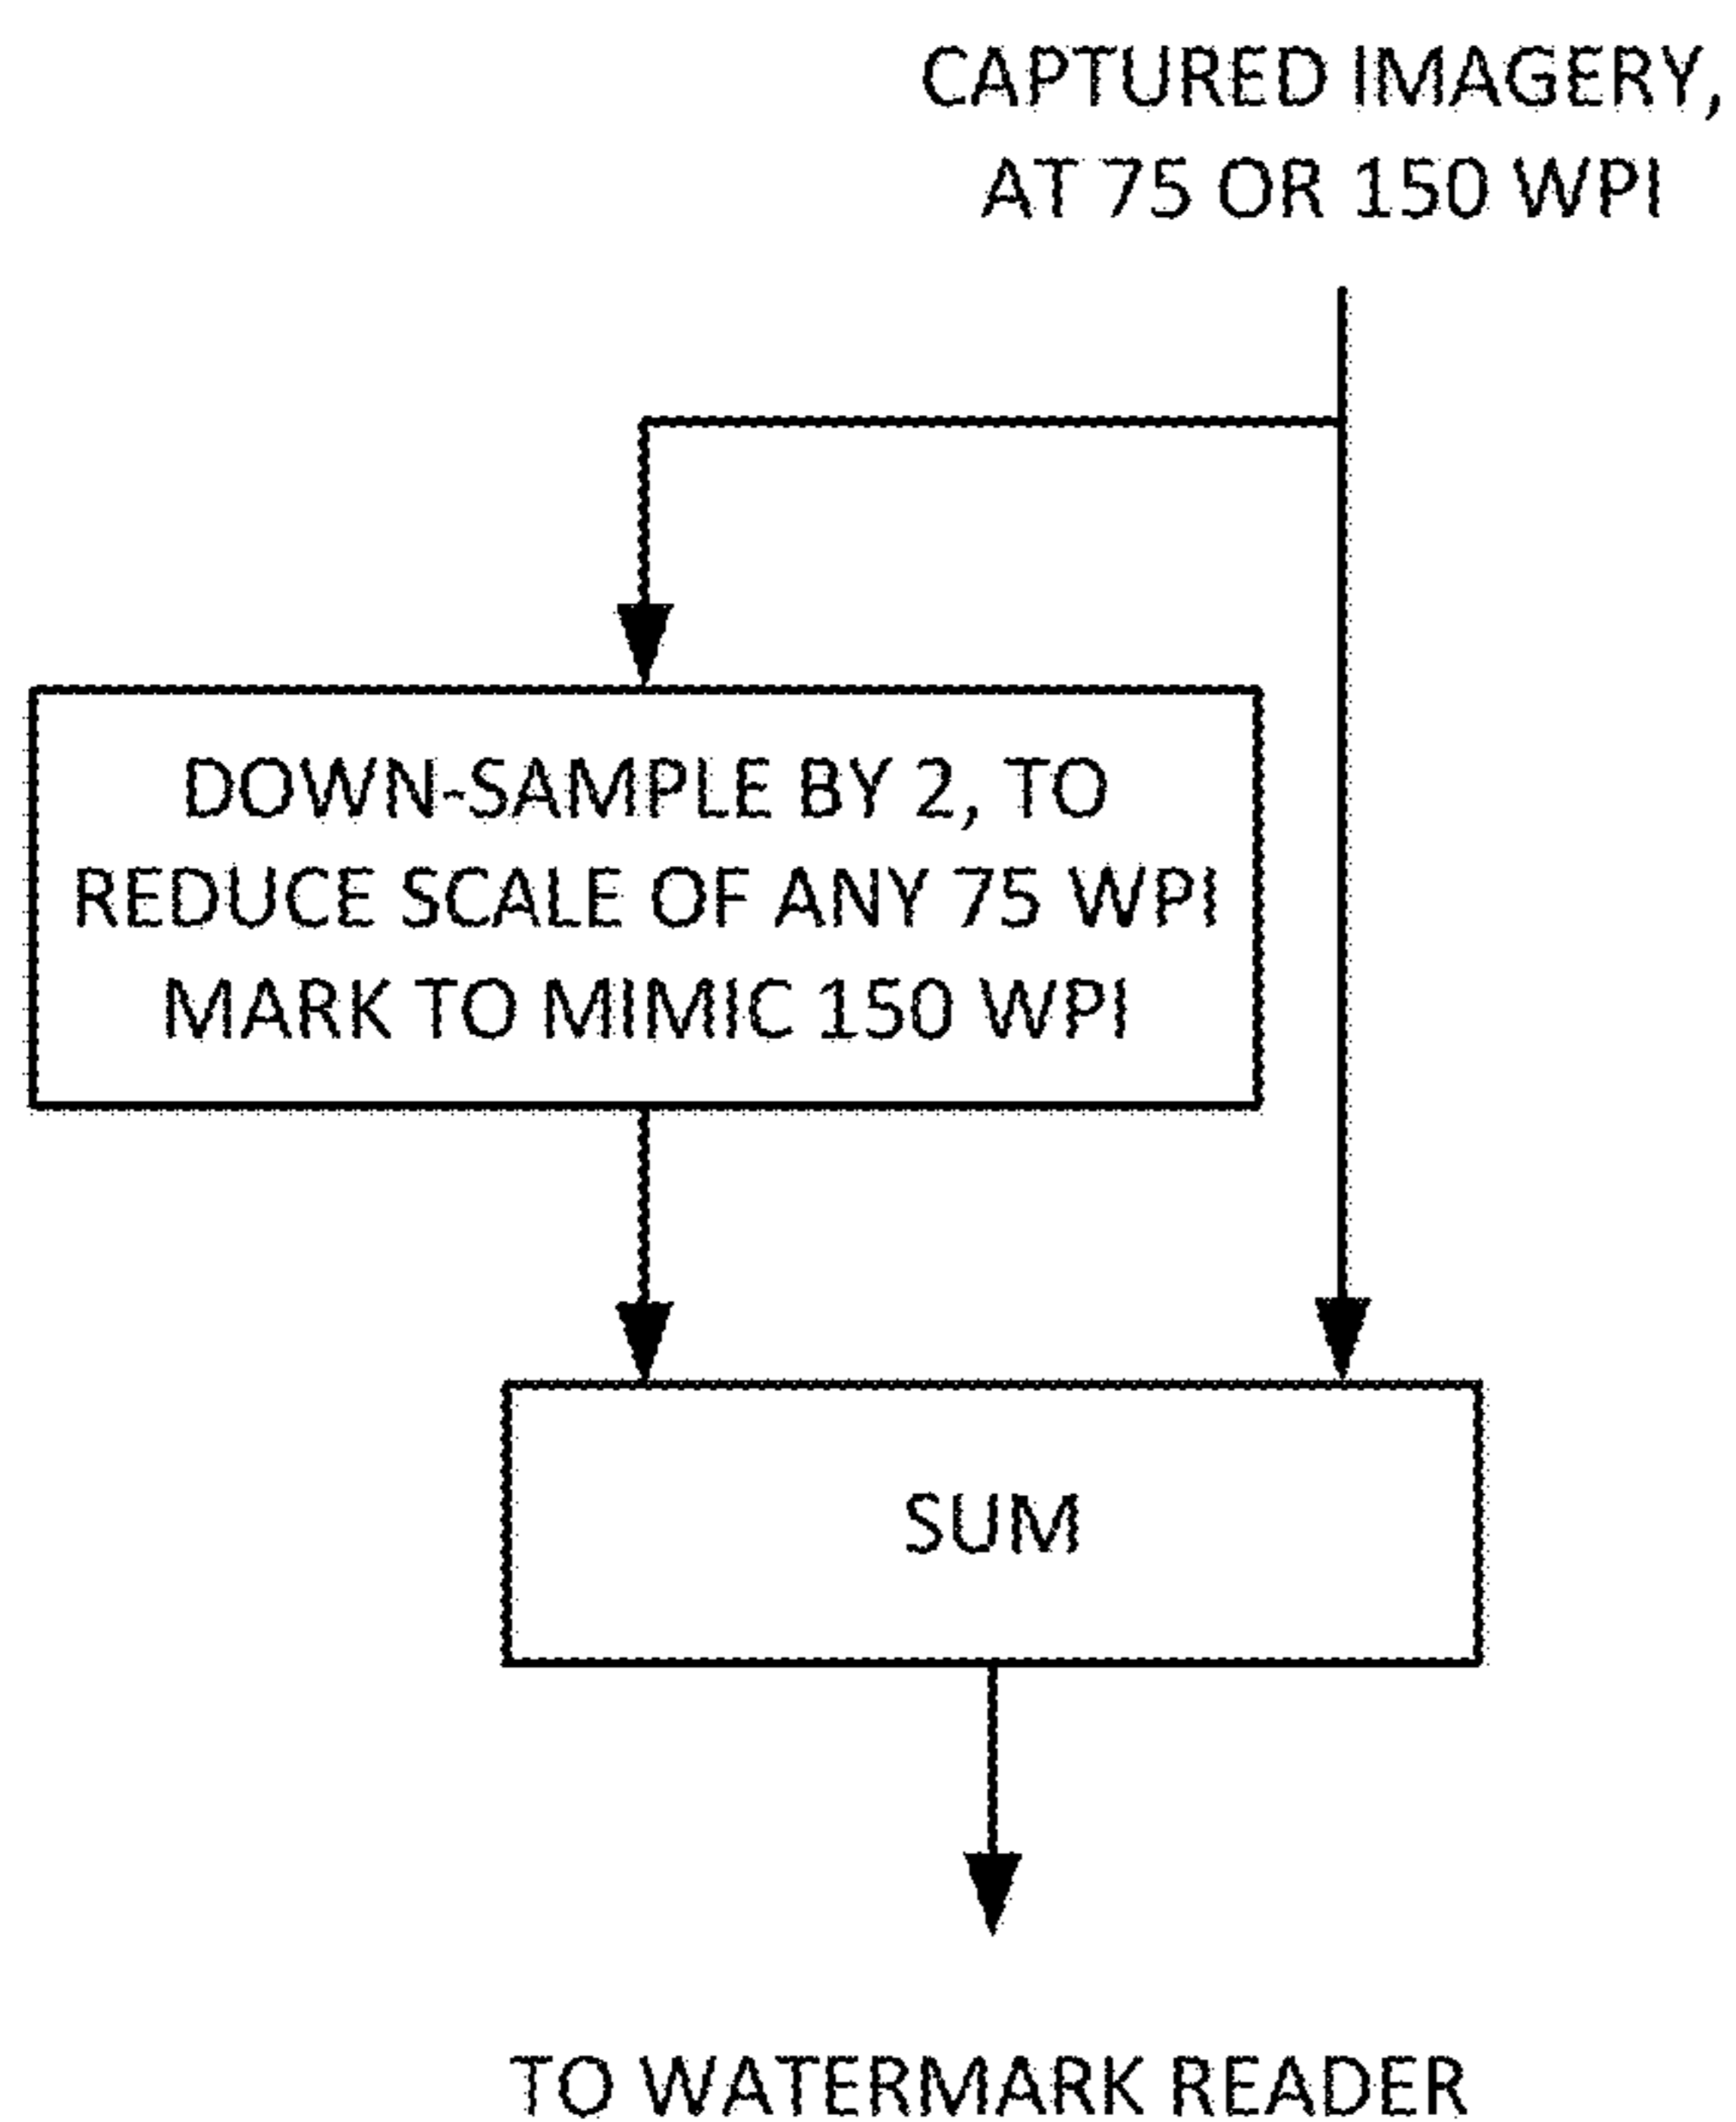 CAPTURED IMAGERY,
AT 75 OR 150 WPI
DOWN-SAMPLE BY 2, TO
REDUCE SCALE OF ANY 75 WPI
MARK TO MIMIC 150 WPI
SUM
TO WATERMARK READER